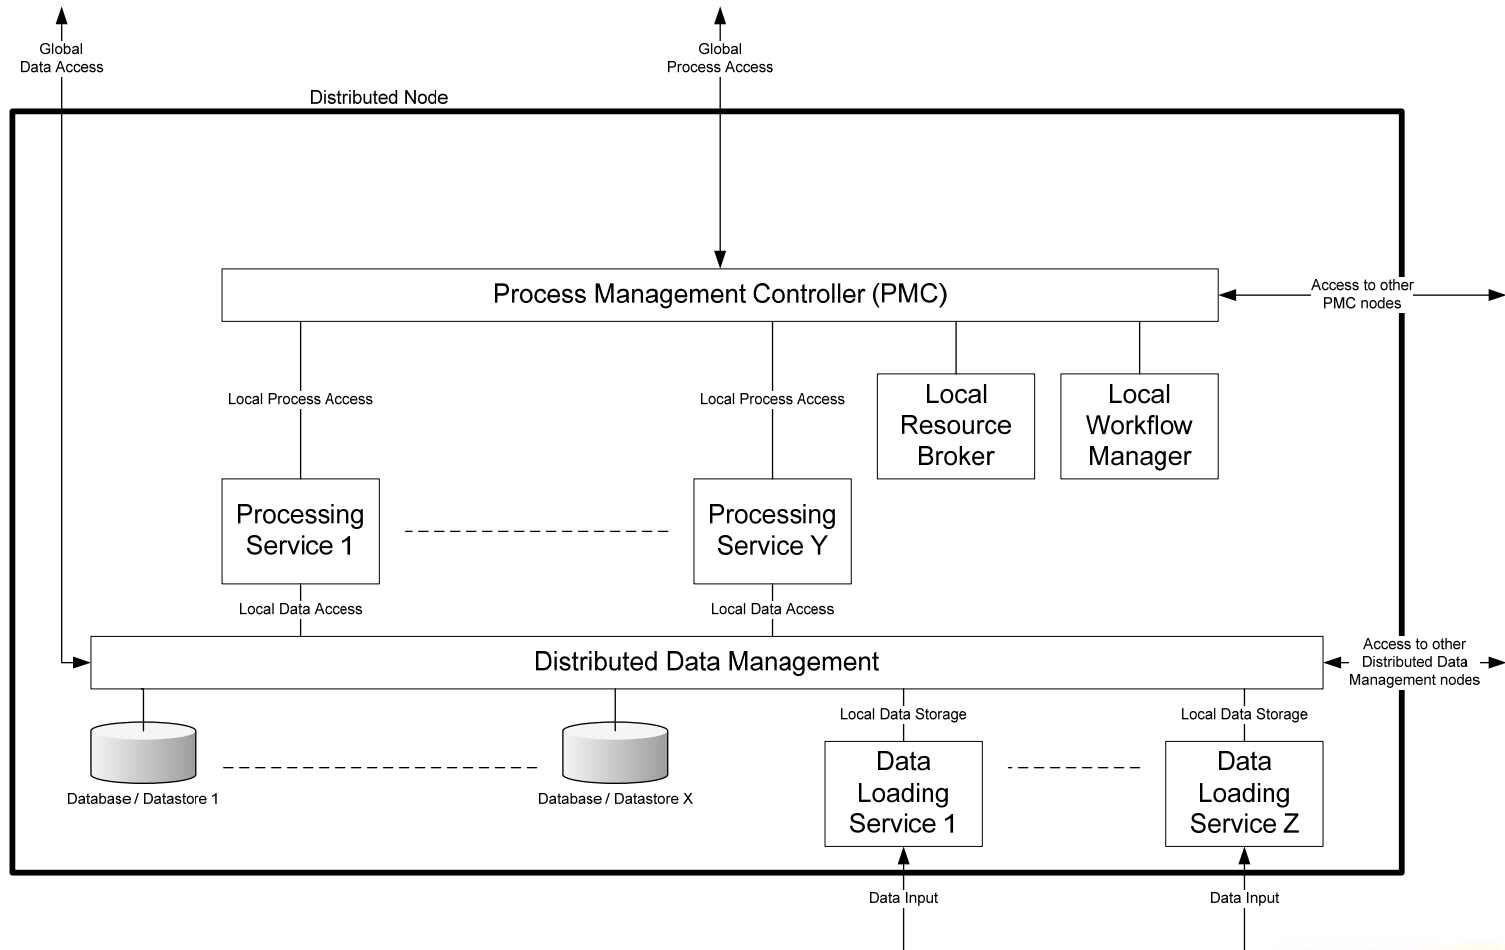 Global
Data Access
Global
Process Access
Distributed Node
Process Management Controller (PMC)
Access to other
PMC nodes
Local Process Access
Local Process Access
Local
Resource
Broker
Local
Workflow
Manager
Processing
Service 1
Processing
Service Y
Local Data Access
Local Data Access
Distributed Data Management
Access to other
Distributed Data
Management nodes
Local Data Storage
Local Data Storage
Database / Datastore 1
Database / Datastore X
Data
Loading
Service 1
Data
Loading
Service Z
Data Input
Data Input